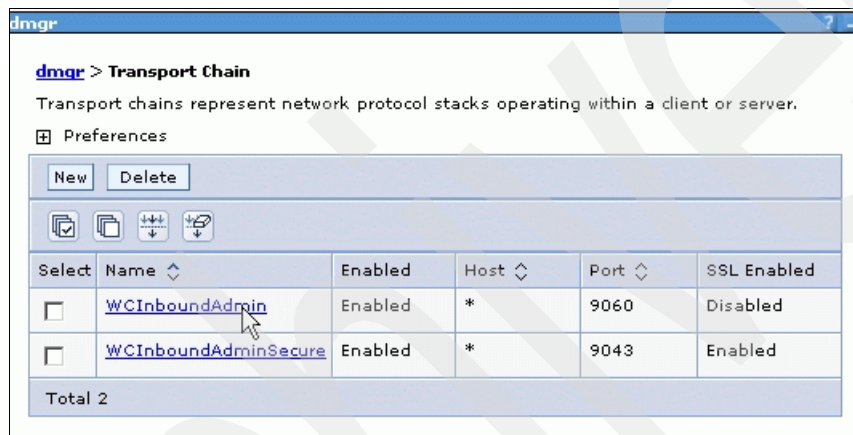 dmgr ? -
dmgr > Transport Chain
Transport chains represent network protocol stacks operating within a client or server.
Preferences
New Delete
Select Name Enabled Host Port SSL Enabled
WCInboundAdmin Enabled * 9060 Disabled
WCInboundAdminSecure Enabled * 9043 Enabled
Total 2